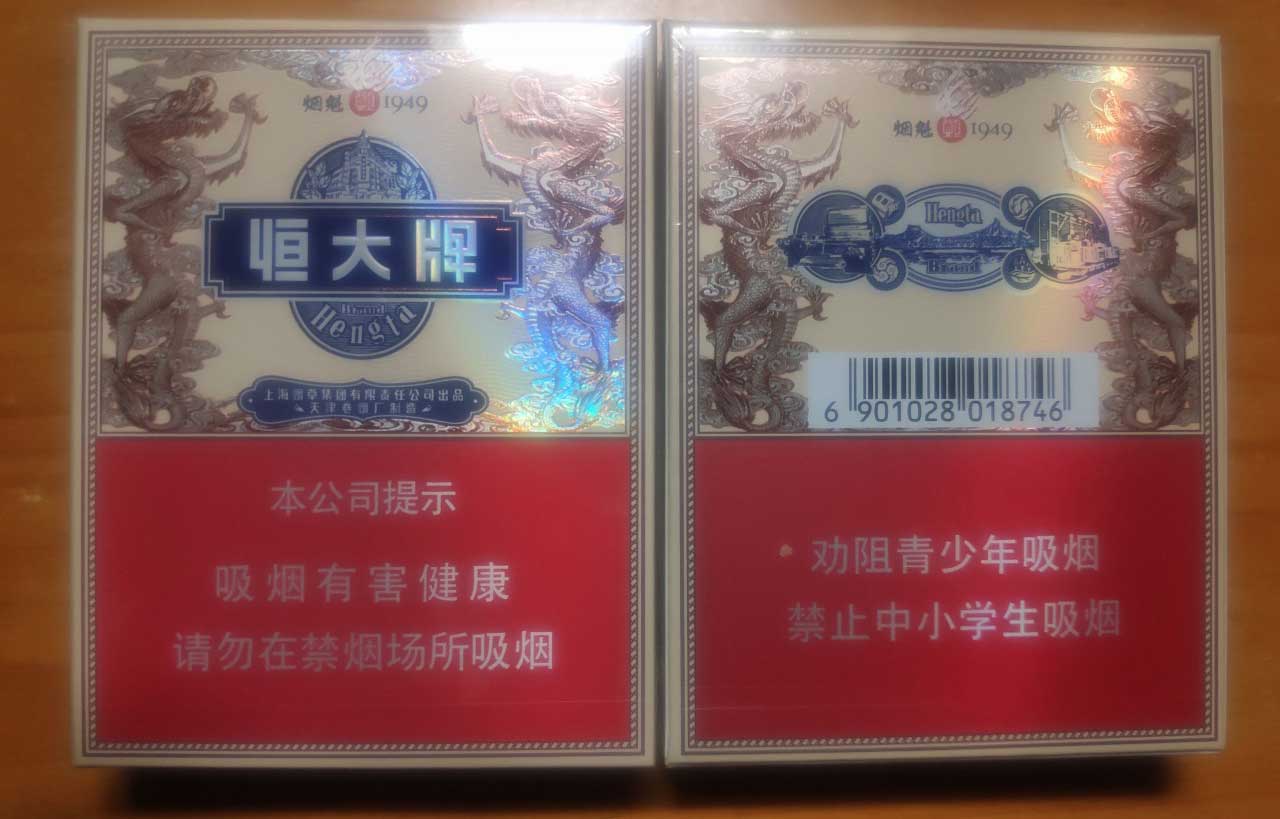 烟魁 1949
恒大牌
Brand
Hengta
上海烟草集团有限责任公司出品
天津卷烟厂制造
本公司提示
吸烟有害健康
请勿在禁烟场所吸烟
烟魁 1949
Hengta
Brand
6 901028 018746
劝阻青少年吸烟
禁止中小学生吸烟